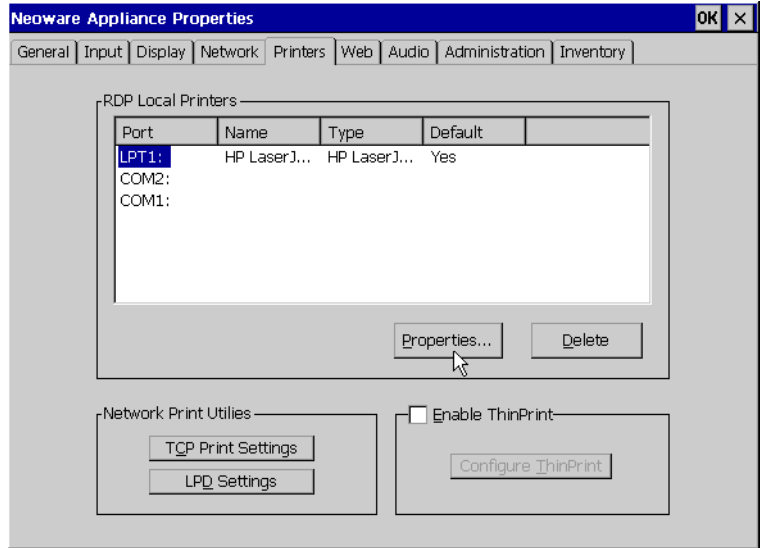 Neoware Appliance Properties OK
General Input Display Network Printers Web Audio Administration Inventory
RDP Local Printers
Port Name Type Default
LPT1: HP LaserJ... HP LaserJ... Yes
COM2:
COM1:
Properties... Delete
Network Print Utilies Enable ThinPrint
TCP Print Settings
Configure ThinPrint
LPD Settings